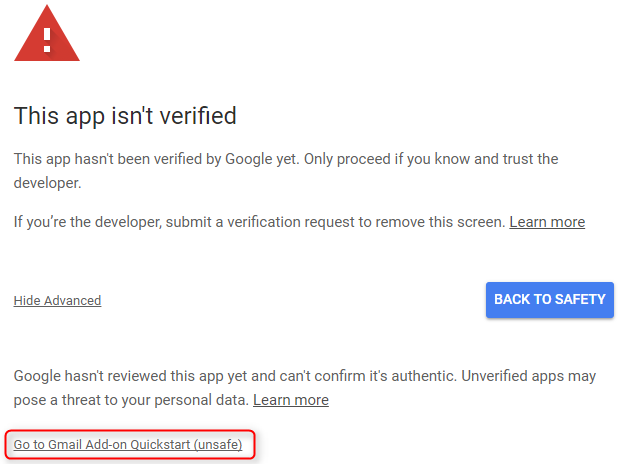 This app isn't verified
This app hasn't been verified by Google yet. Only proceed if you know and trust the
developer.
If you’re the developer, submit a verification request to remove this screen. Learn more
Hide Advanced
BACK TO SAFETY
Google hasn't reviewed this app yet and can't confirm it's authentic. Unverified apps may
pose a threat to your personal data. Learn more
Go to Gmail Add-on Quickstart (unsafe)